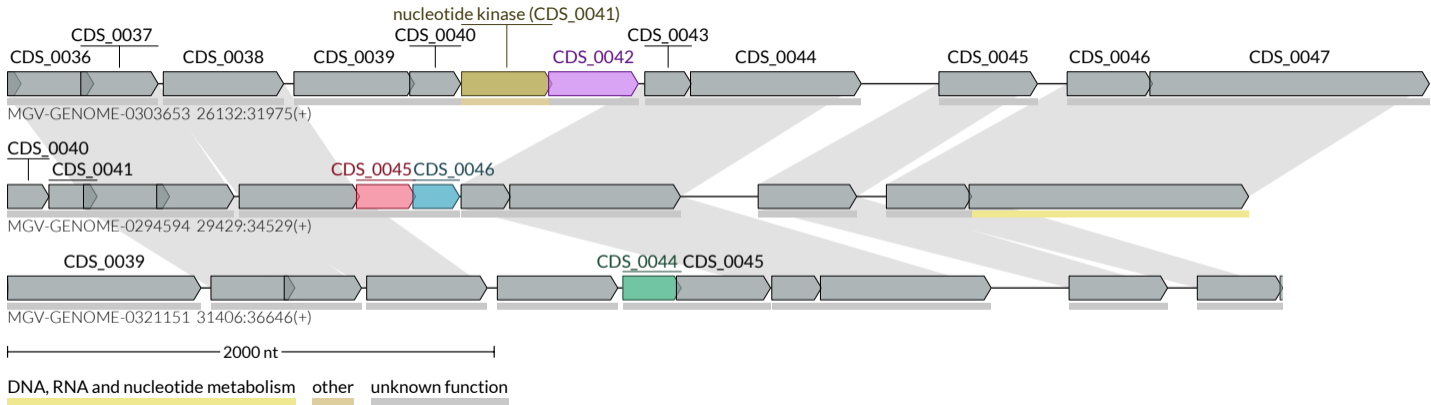 nucleotide kinase (CDS_0041)
CDS_0037 CDS_0040 CDS_0043
CDS_0036 CDS_0038 CDS_0039 CDS_0042 CDS_0044 CDS_0045 CDS_0046 CDS_0047
MGV-GENOME-0303653 26132:31975(+)
CDS_0040
CDS_0041 CDS_0045 CDS_0046
MGV-GENOME-0294594 29429:34529(+)
CDS_0039 CDS_0044 CDS_0045
MGV-GENOME-0321151 31406:36646(+)
2000 nt
DNA, RNA and nucleotide metabolism other unknown function